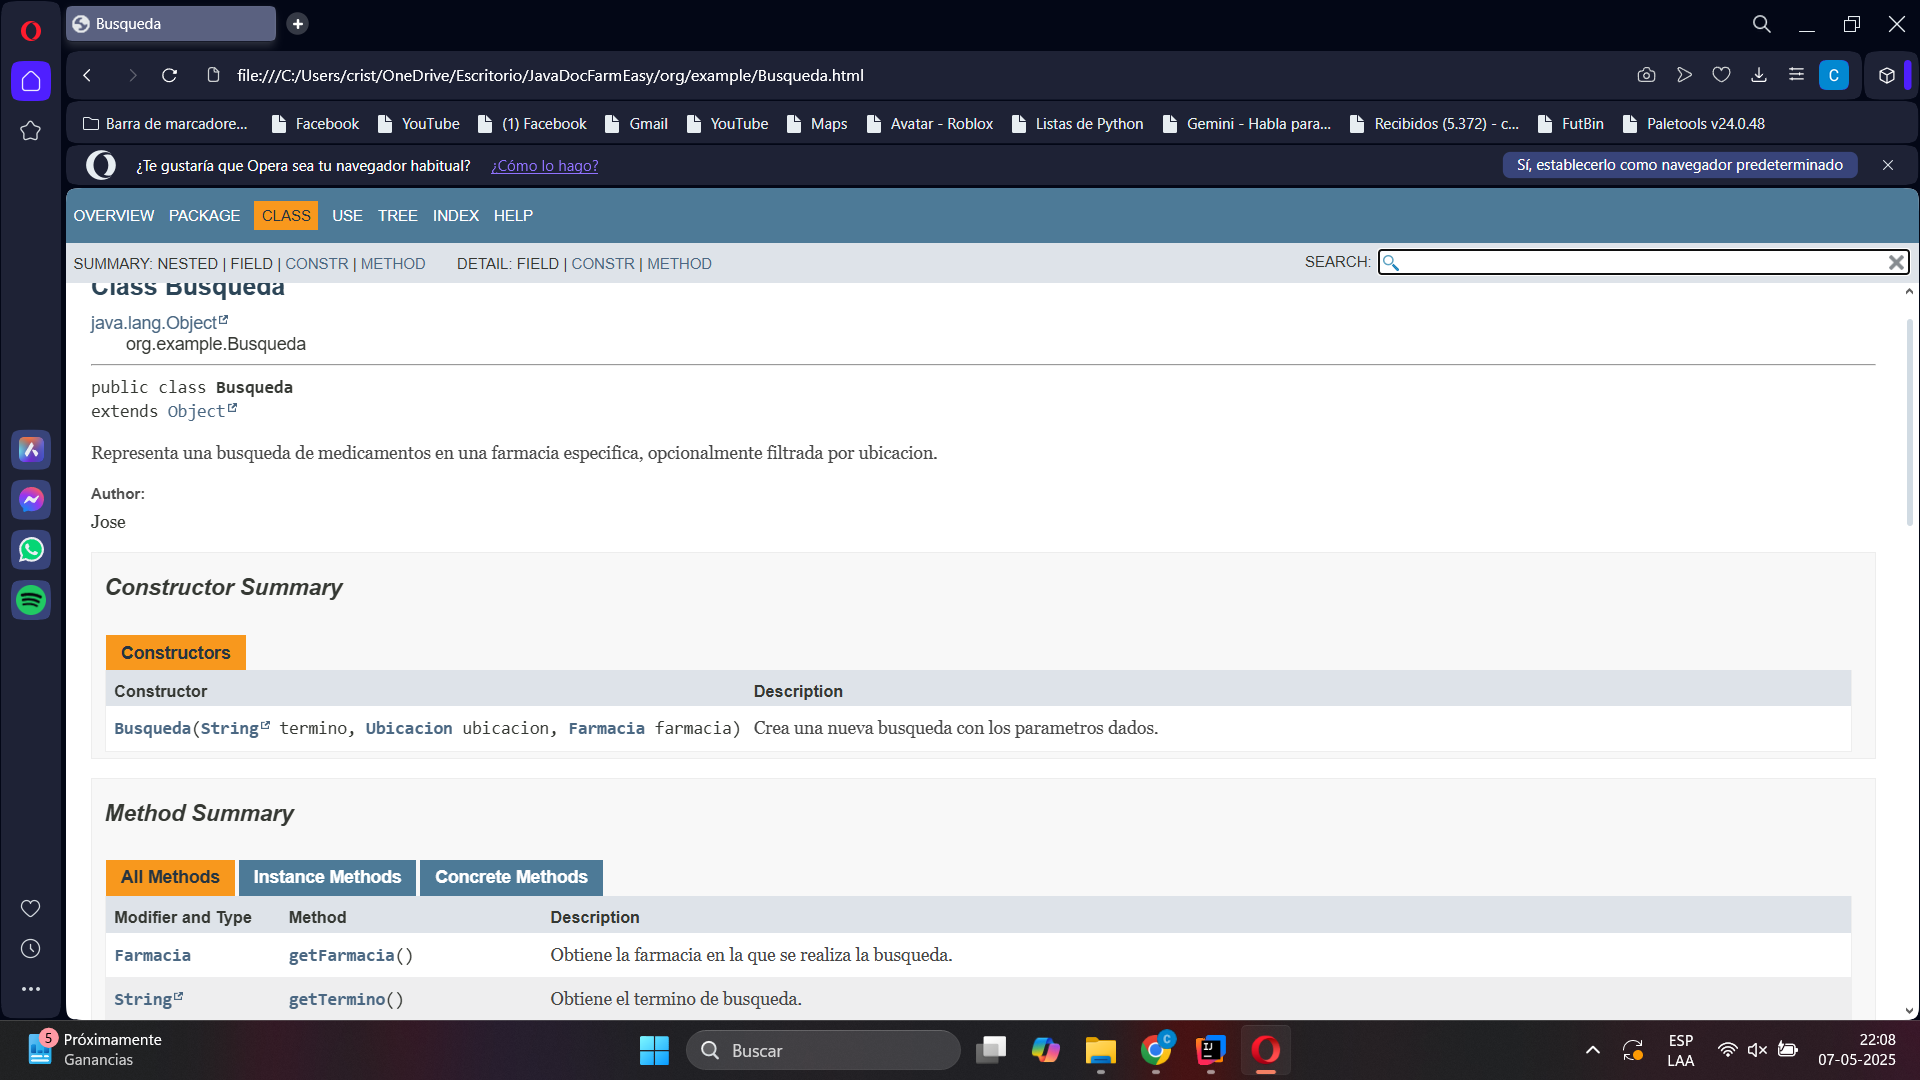 Busqueda
file:///C:/Users/crist/OneDrive/Escritorio/JavaDocFarmEasy/org/example/Busqueda.html
C
Barra de marcadore... Facebook YouTube (1) Facebook Gmail YouTube Maps Avatar - Roblox Listas de Python Gemini - Habla para... Recibidos (5.372) - c... FutBin Paletools v24.0.48
¿Te gustaría que Opera sea tu navegador habitual? ¿Cómo lo hago? Sí, establecerlo como navegador predeterminado
OVERVIEW PACKAGE CLASS USE TREE INDEX HELP
SUMMARY: NESTED | FIELD | CONSTR | METHOD DETAIL: FIELD | CONSTR | METHOD SEARCH:
Class Busqueda
java.lang.Object
org.example.Busqueda
public class Busqueda
extends Object
Representa una busqueda de medicamentos en una farmacia especifica, opcionalmente filtrada por ubicacion.
Author:
Jose
Constructor Summary
Constructors
Constructor Description
Busqueda(String termino, Ubicacion ubicacion, Farmacia farmacia) Crea una nueva busqueda con los parametros dados.
Method Summary
All Methods Instance Methods Concrete Methods
Modifier and Type Method Description
Farmacia getFarmacia() Obtiene la farmacia en la que se realiza la busqueda.
String getTermino() Obtiene el termino de busqueda.
5 Próximamente
Ganancias
Buscar
C
IJ
ESP
LAA
22:08
07-05-2025